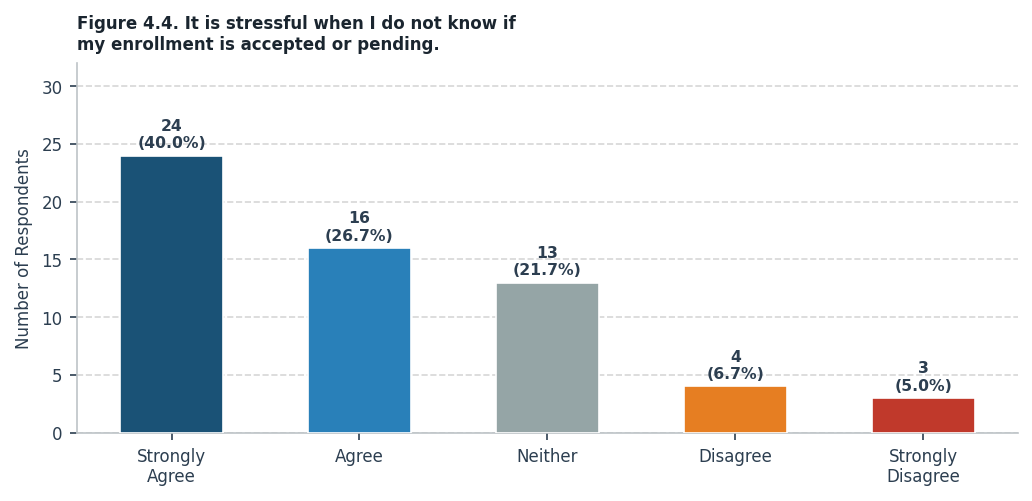 Figure 4.4. It is stressful when I do not know if
my enrollment is accepted or pending.
Number of Respondents
30
25
20
15
10
5
0
24
(40.0%)
16
(26.7%)
13
(21.7%)
4
(6.7%)
3
(5.0%)
Strongly
Agree
Agree
Neither
Disagree
Strongly
Disagree